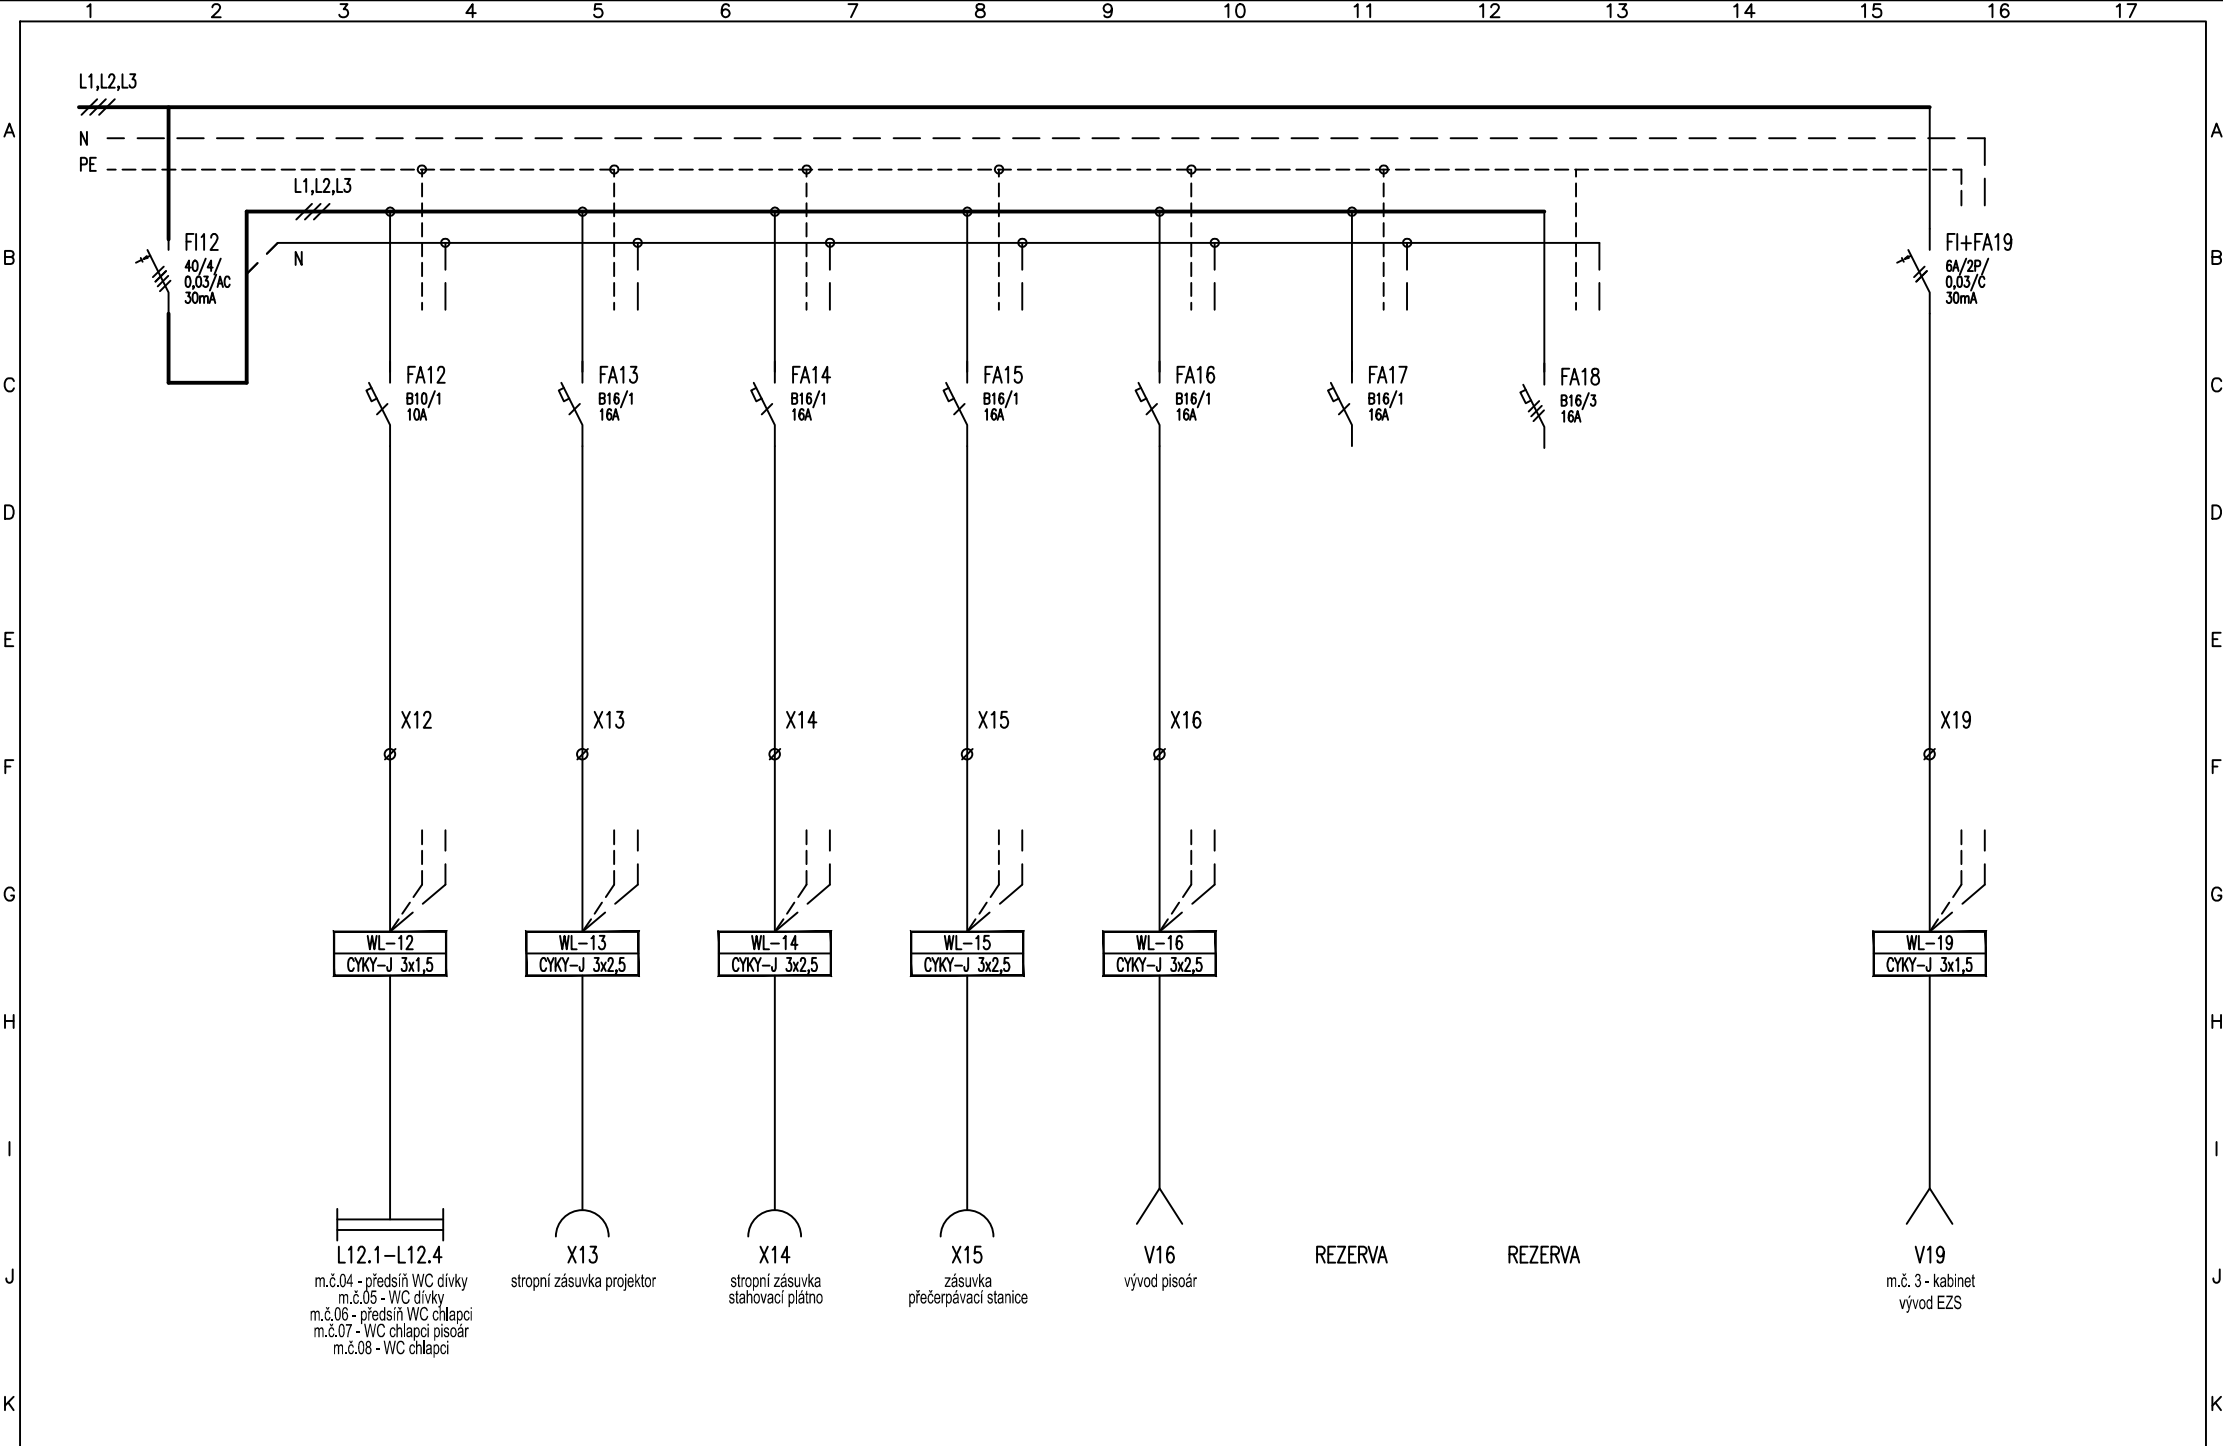 1 2 3 4 5 6 7 8 9 10 11 12 13 14 15 16 17
L1,L2,L3
A A
N
PE
L1,L2,L3
FI12
40/4/
0,03/AC
30mA
N
FI+FA19
6A/2P/
0,03/C
30mA
B B
FA12
B10/1
10A
FA13
B16/1
16A
FA14
B16/1
16A
FA15
B16/1
16A
FA16
B16/1
16A
FA17
B16/1
16A
FA18
B16/3
16A
C C
D D
E E
X12 X13 X14 X15 X16 X19
F F
G G
WL-12
CYKY-J 3x1,5
WL-13
CYKY-J 3x2,5
WL-14
CYKY-J 3x2,5
WL-15
CYKY-J 3x2,5
WL-16
CYKY-J 3x2,5
WL-19
CYKY-J 3x1,5
H H
I I
L12.1-L12.4
m.č.04 - předsíň WC dívky
m.č.05 - WC dívky
m.č.06 - předsíň WC chlapci
m.č.07 - WC chlapci pisoár
m.č.08 - WC chlapci
X13
stropní zásuvka projektor
X14
stropní zásuvka
stahovací plátno
X15
zásuvka
přečerpávací stanice
V16
vývod pisoár
REZERVA
REZERVA
V19
m.č. 3 - kabinet
vývod EZS
J J
K K